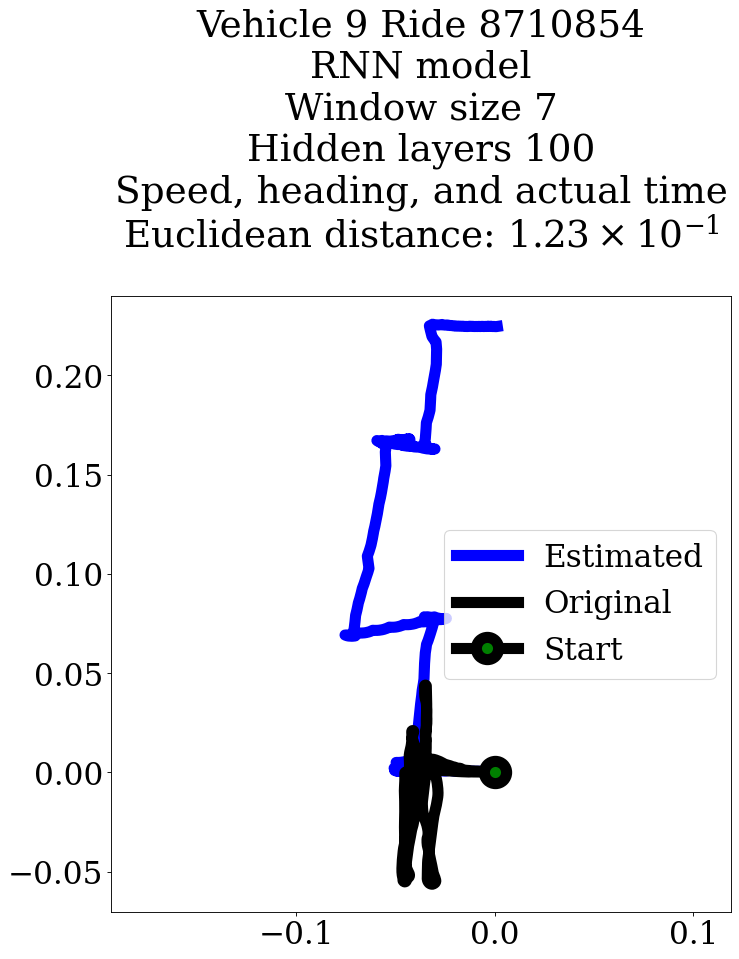 Vehicle 9 Ride 8710854
RNN model
Window size 7
Hidden layers 100
Speed, heading, and actual time
Euclidean distance: 1.23 × 10⁻¹
0.20
0.15
0.10
0.05
0.00
−0.05
Estimated
Original
Start
−0.1
0.0
0.1